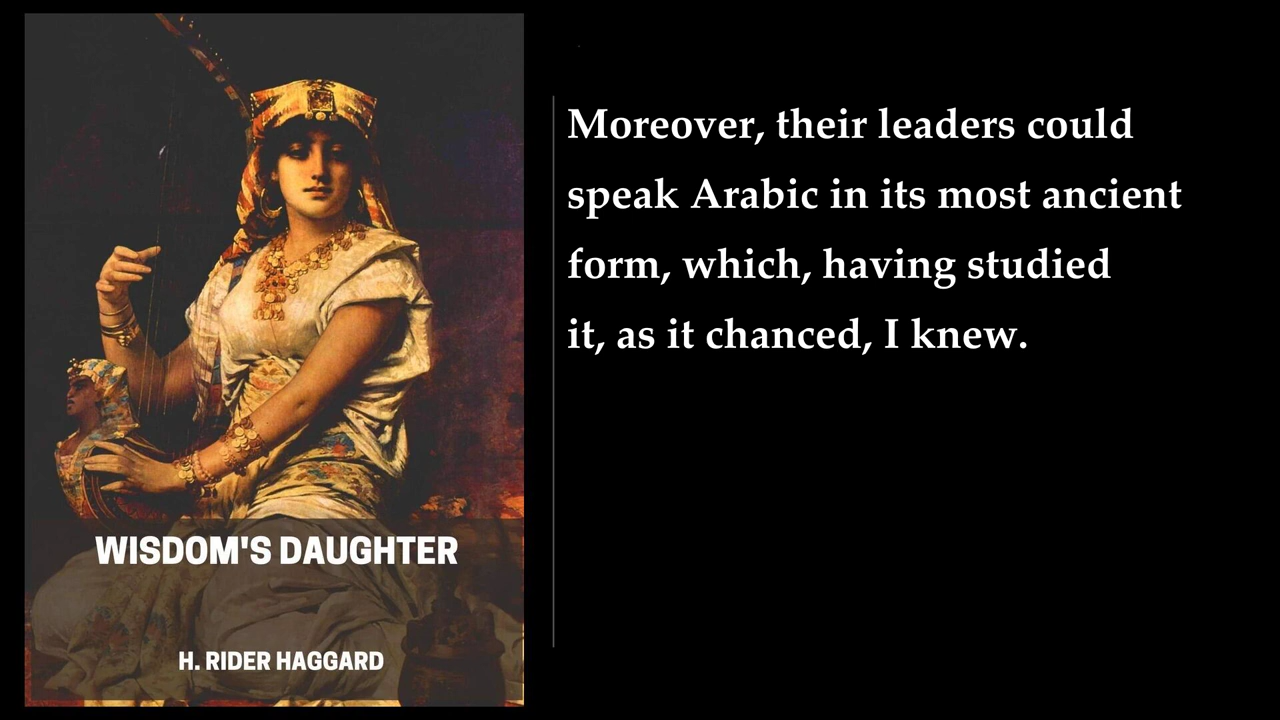 WISDOM'S DAUGHTER
H. RIDER HAGGARD
Moreover, their leaders could
speak Arabic in its most ancient
form, which, having studied
it, as it chanced, I knew.